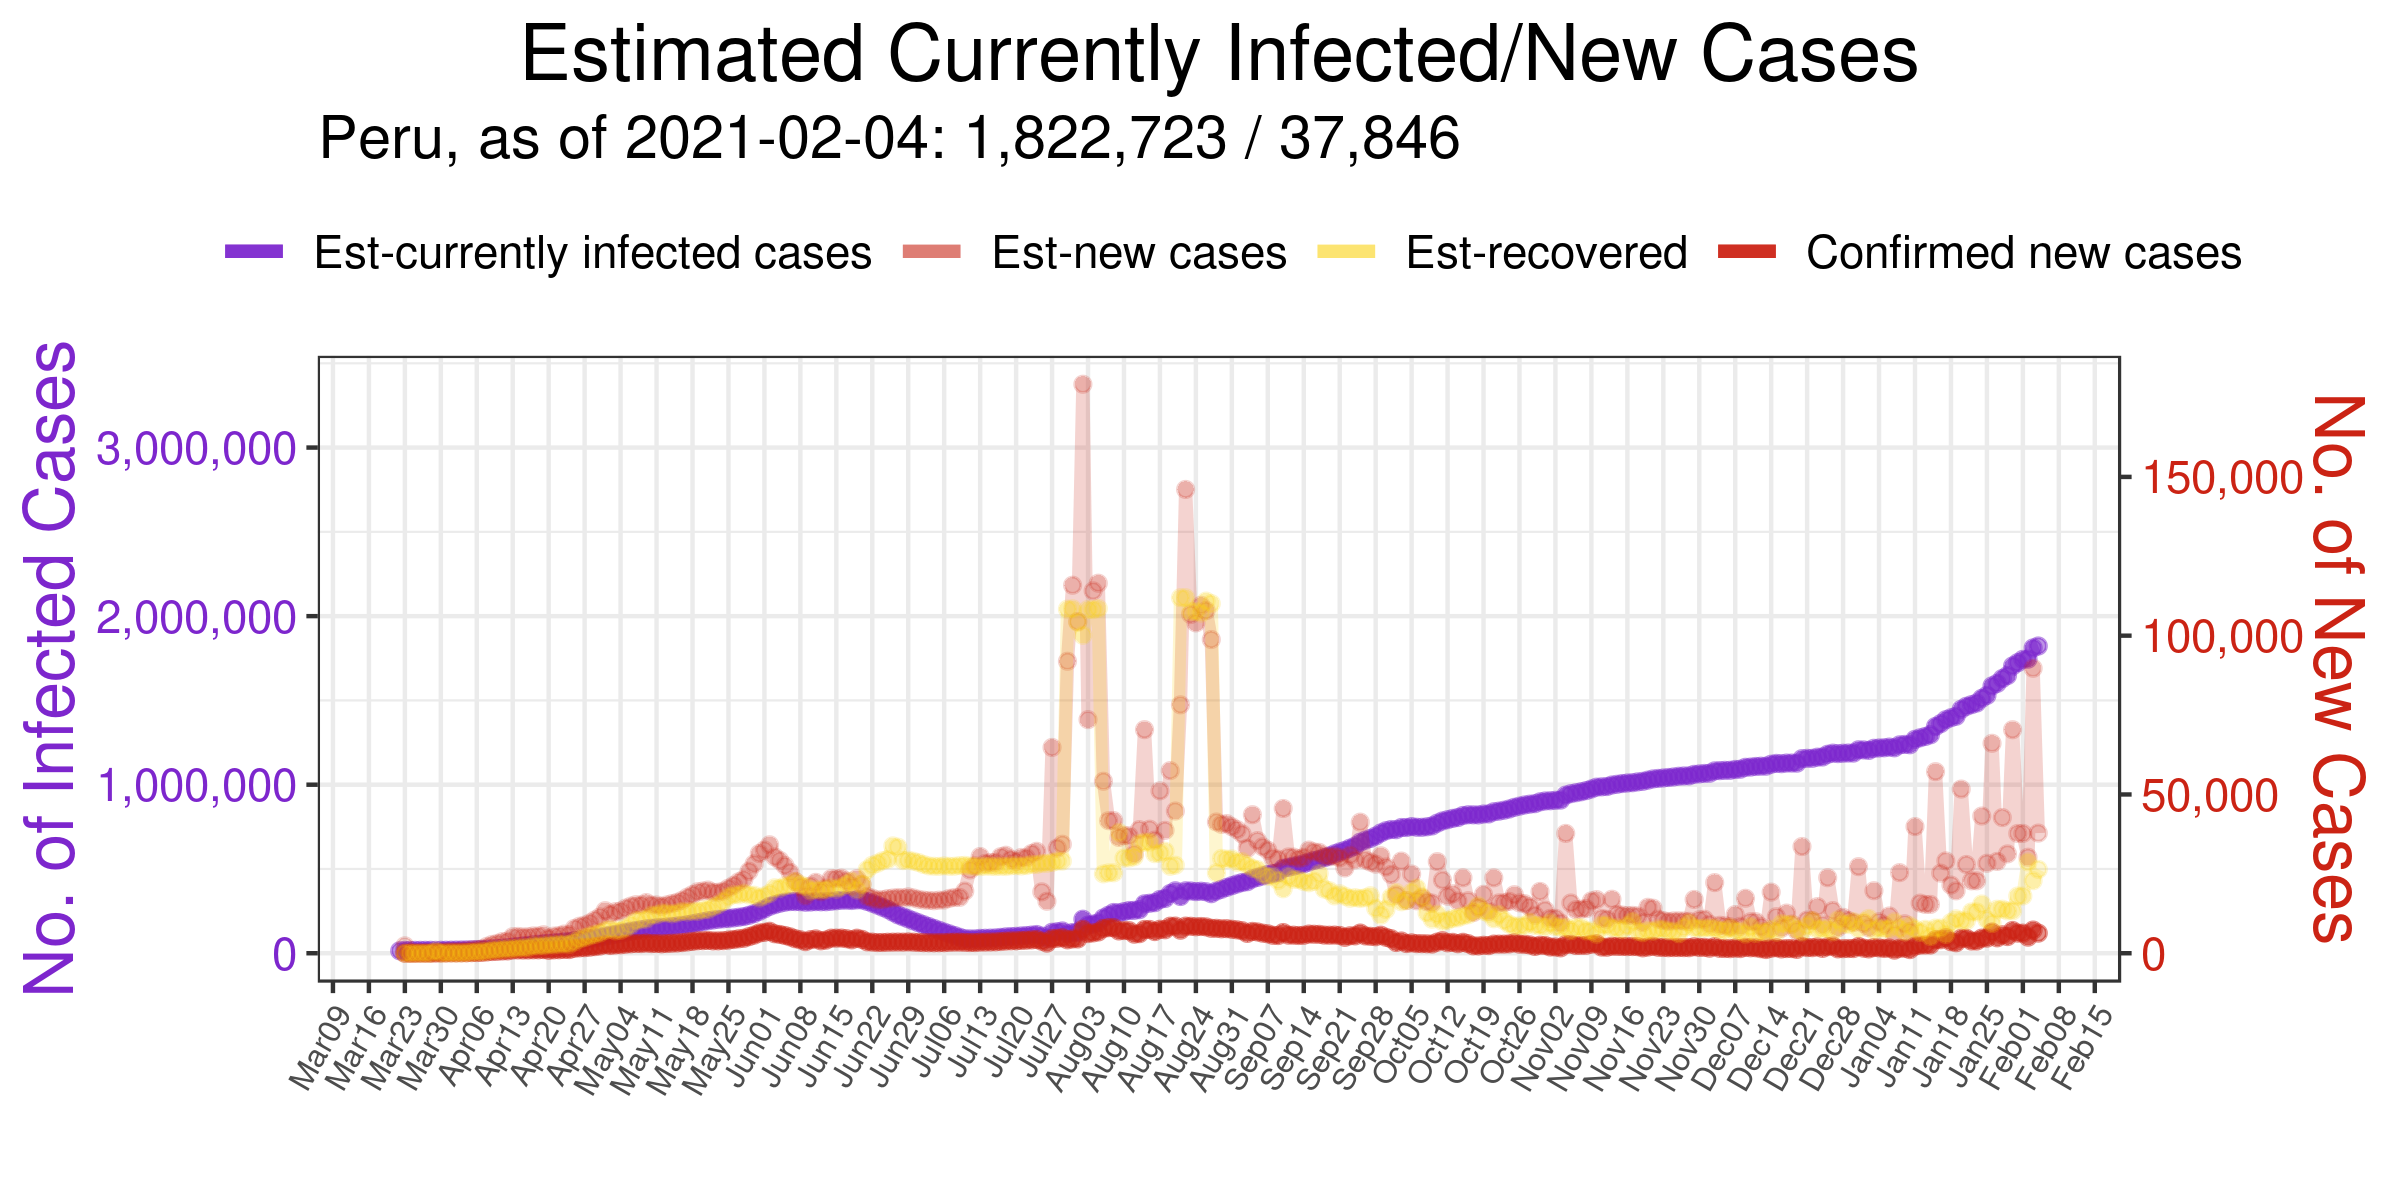 Estimated Currently Infected/New Cases
Peru, as of 2021-02-04: 1,822,723 / 37,846
Est-currently infected cases Est-new cases Est-recovered Confirmed new cases
No. of Infected Cases
3,000,000
2,000,000
1,000,000
0
150,000
100,000
50,000
0
No. of New Cases
Mar09 Mar16 Mar23 Mar30 Apr06 Apr13 Apr20 Apr27 May04 May11 May18 May25 Jun01 Jun08 Jun15 Jun22 Jun29 Jul06 Jul13 Jul20 Jul27 Aug03 Aug10 Aug17 Aug24 Aug31 Sep07 Sep14 Sep21 Sep28 Oct05 Oct12 Oct19 Oct26 Nov02 Nov09 Nov16 Nov23 Nov30 Dec07 Dec14 Dec21 Dec28 Jan04 Jan11 Jan18 Jan25 Feb01 Feb08 Feb15